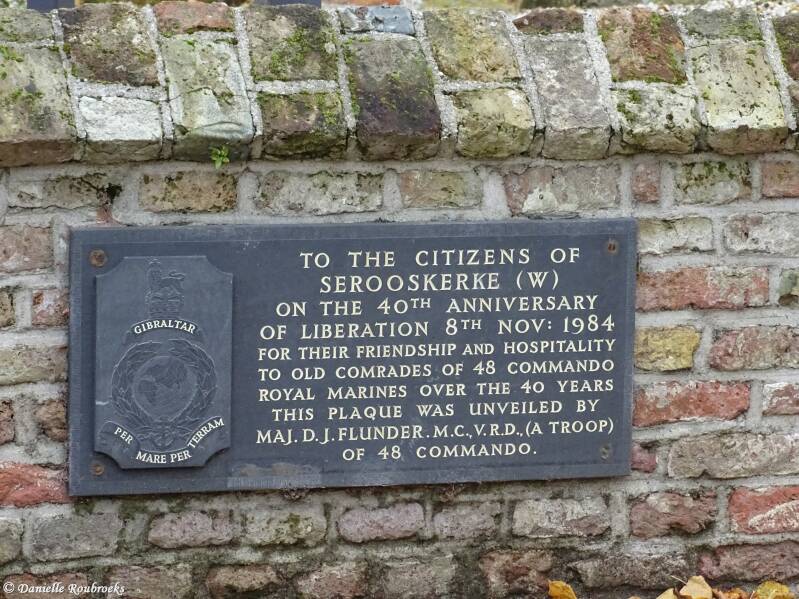 TO THE CITIZENS OF
SEROOSKERKE (W)
ON THE 40TH ANNIVERSARY
OF LIBERATION 8TH NOV: 1984
FOR THEIR FRIENDSHIP AND HOSPITALITY
TO OLD COMRADES OF 48 COMMANDO
ROYAL MARINES OVER THE 40 YEARS
THIS PLAQUE WAS UNVEILED BY
MAJ. D. J. FLUNDER. M.C., V.R.D., (A TROOP)
OF 48 COMMANDO.
GIBRALTAR
PER MARE PER TERRAM
© Danielle Roubroeks